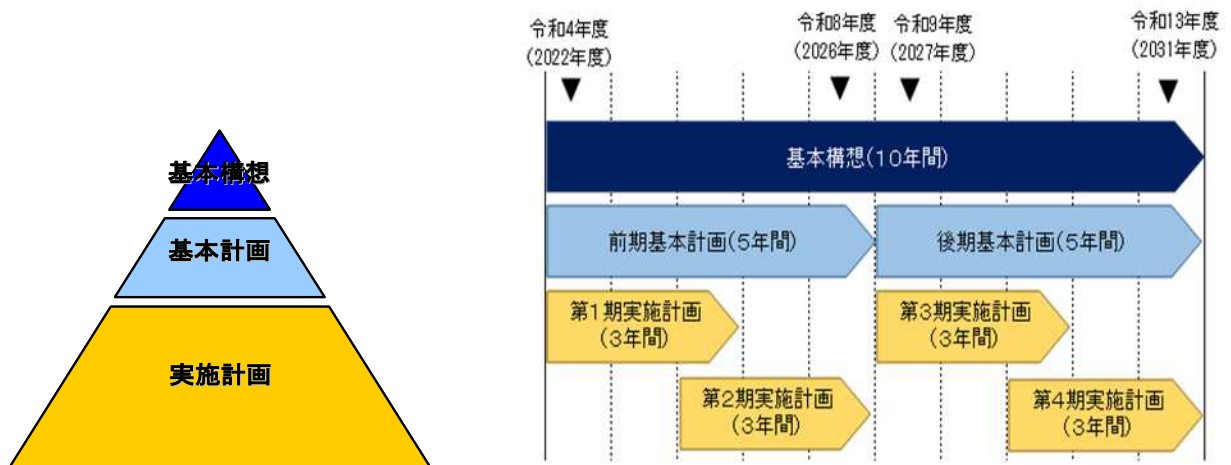 基本構想
基本計画
実施計画
令和4年度
(2022年度)
令和8年度
(2026年度)
令和9年度
(2027年度)
令和13年度
(2031年度)
基本構想(10年間)
前期基本計画(5年間)
後期基本計画(5年間)
第1期実施計画
(3年間)
第3期実施計画
(3年間)
第2期実施計画
(3年間)
第4期実施計画
(3年間)